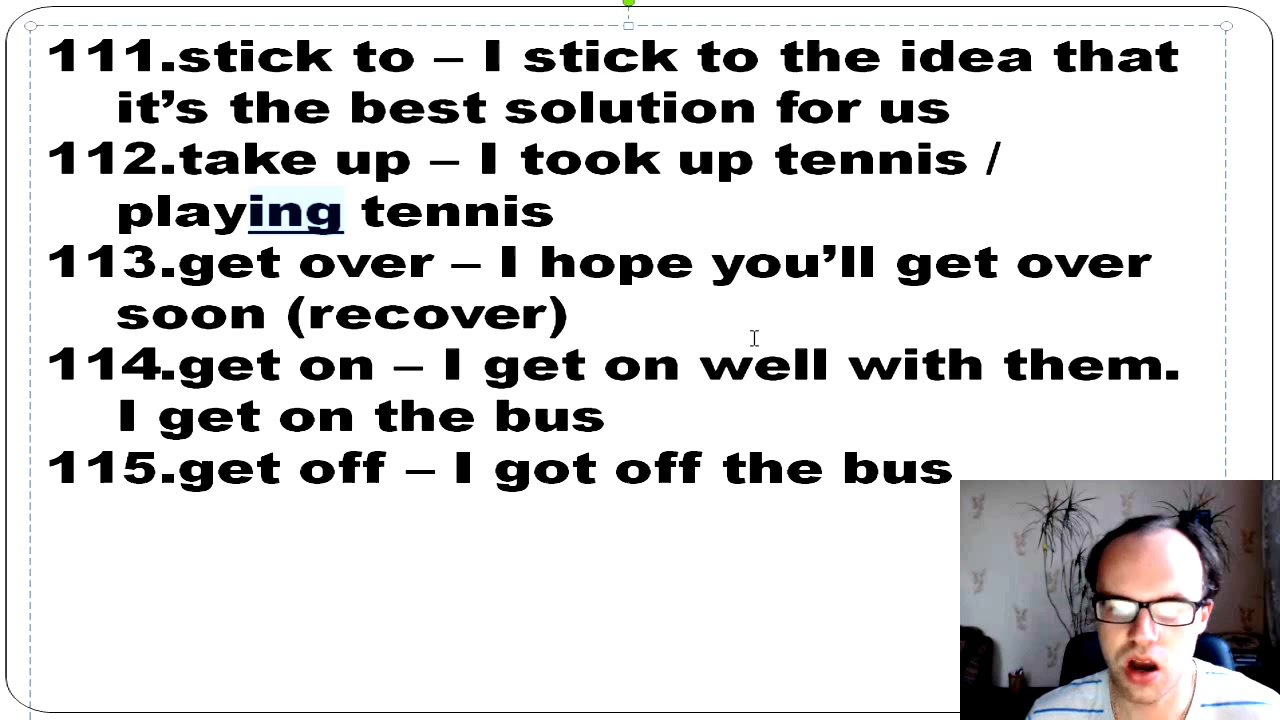 111.stick to – I stick to the idea that
it’s the best solution for us
112.take up – I took up tennis /
playing tennis
113.get over – I hope you’ll get over
soon (recover)
114.get on – I get on well with them.
I get on the bus
115.get off – I got off the bus